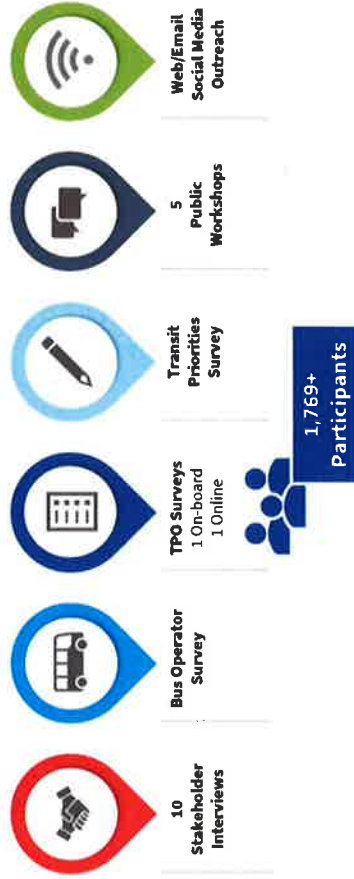 10
Stakeholder
Interviews
Bus Operator
Survey
TPO Surveys
1 On-board
1 Online
Transit
Priorities
Survey
5
Public
Workshops
Web/Email
Social Media
Outreach
1,769+
Participants